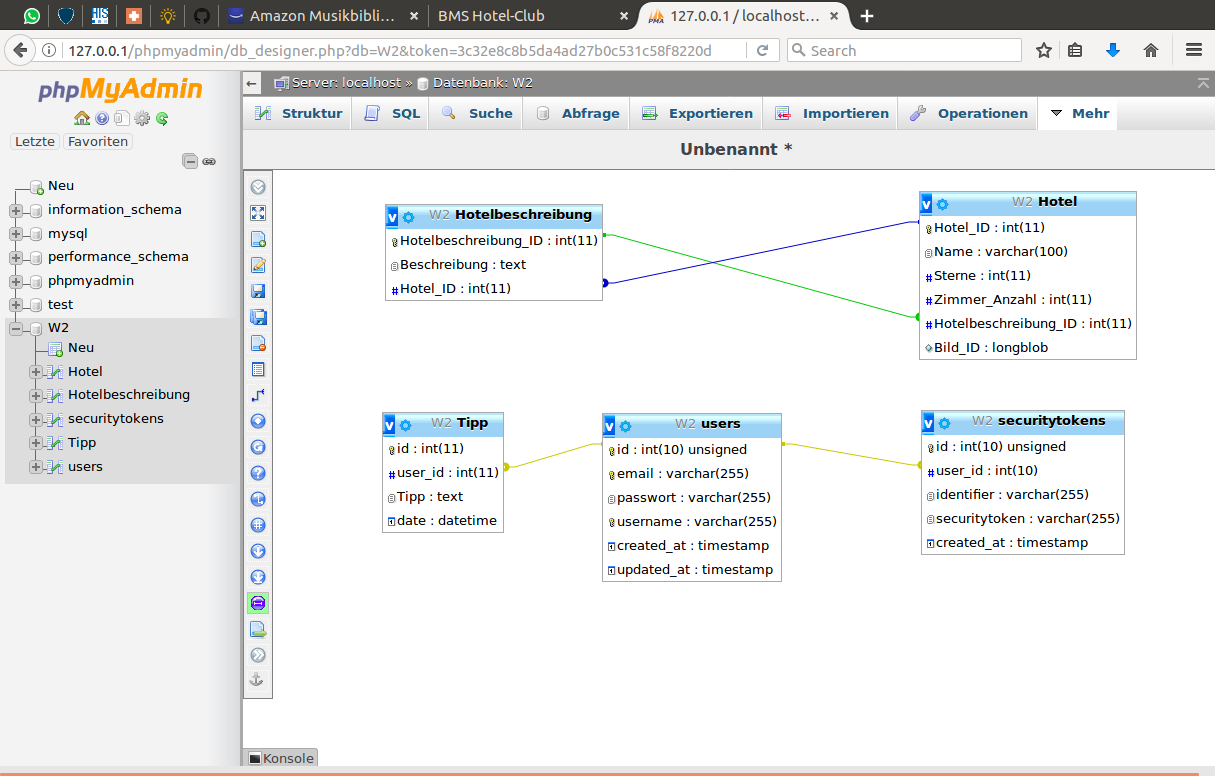 Amazon Musikbibli...
BMS Hotel-Club
127.0.0.1 / localhost...
127.0.0.1/phpmyadmin/db_designer.php?db=W2&token=3c32e8c8b5da4ad27b0c531c58f8220d
Search
phpMyAdmin
Letzte
Favoriten
Neu
information_schema
mysql
performance_schema
phpmyadmin
test
W2
Neu
Hotel
Hotelbeschreibung
securitytokens
Tipp
users
Server: localhost » Datenbank: W2
Struktur
SQL
Suche
Abfrage
Exportieren
Importieren
Operationen
Mehr
Unbenannt *
W2 Hotelbeschreibung
Hotelbeschreibung_ID : int(11)
Beschreibung : text
Hotel_ID : int(11)
W2 Hotel
Hotel_ID : int(11)
Name : varchar(100)
Sterne : int(11)
Zimmer_Anzahl : int(11)
Hotelbeschreibung_ID : int(11)
Bild_ID : longblob
W2 Tipp
id : int(11)
user_id : int(11)
Tipp : text
date : datetime
W2 users
id : int(10) unsigned
email : varchar(255)
passwort : varchar(255)
username : varchar(255)
created_at : timestamp
updated_at : timestamp
W2 securitytokens
id : int(10) unsigned
user_id : int(10)
identifier : varchar(255)
securitytoken : varchar(255)
created_at : timestamp
Konsole